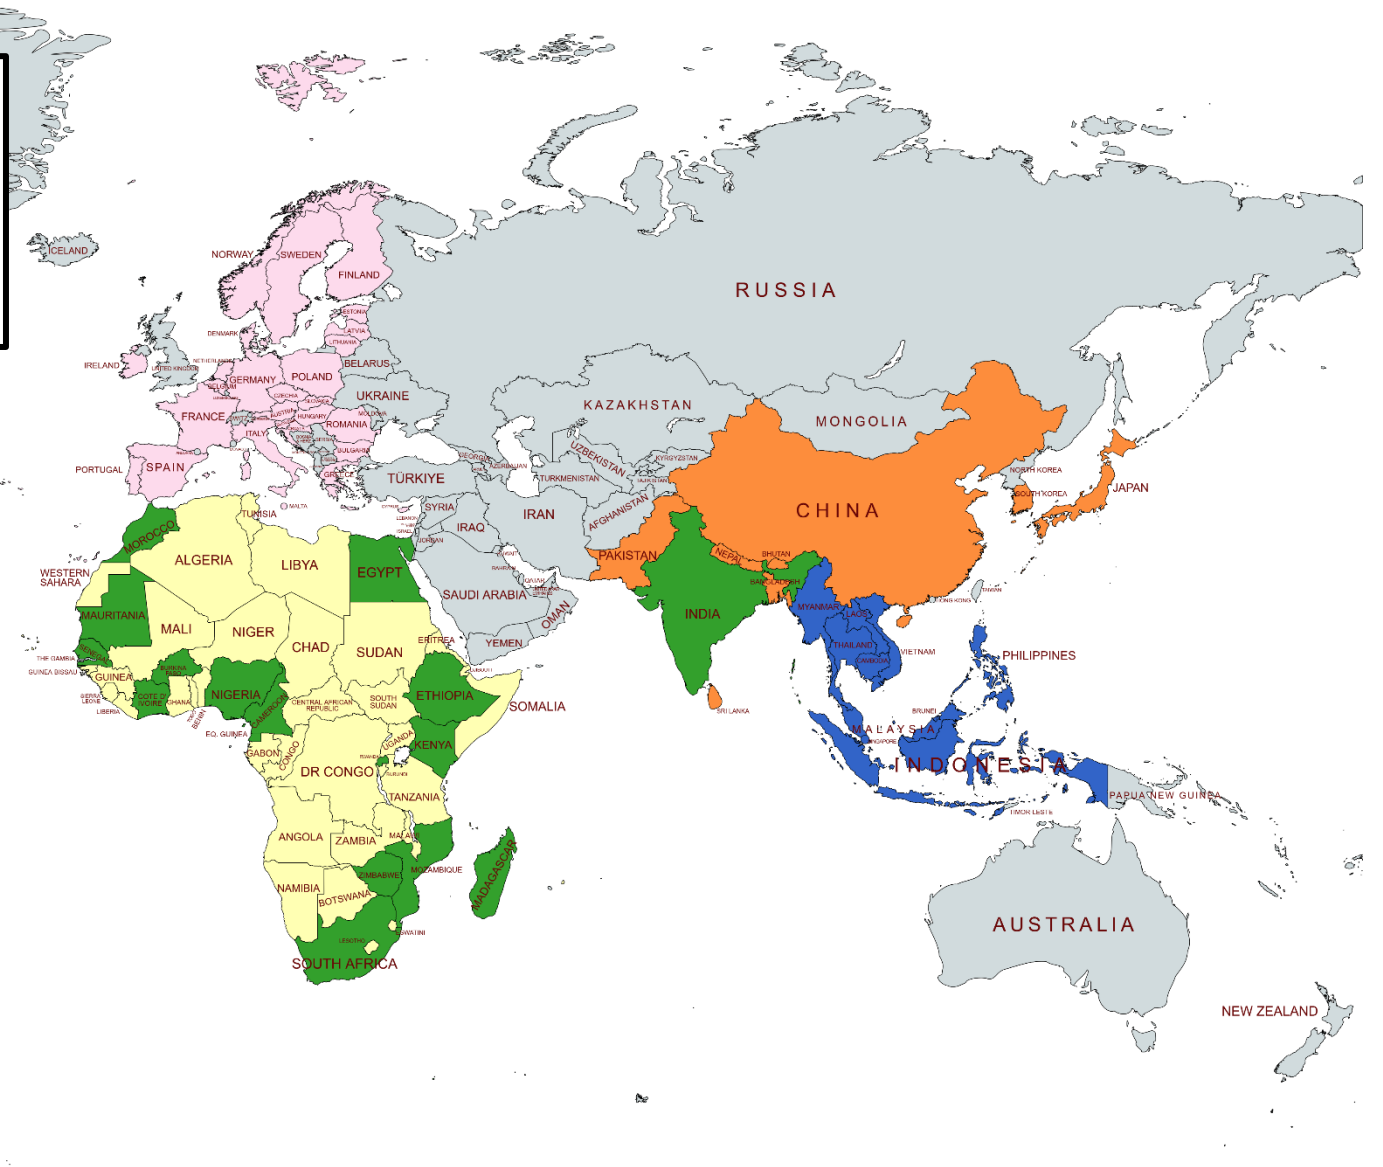 ICELAND
NORWAY
SWEDEN
FINLAND
RUSSIA
ESTONIA
LATVIA
LITHUANIA
DENMARK
IRELAND
UNITED KINGDOM
BELARUS
GERMANY
POLAND
BELGIUM
CZECHIA
SLOVAKIA
UKRAINE
FRANCE
AUSTRIA
HUNGARY
MOLDOVA
ROMANIA
ITALY
BULGARIA
PORTUGAL
SPAIN
GREECE
MALTA
KAZAKHSTAN
MONGOLIA
GEORGIA
AZERBAIJAN
UZBEKISTAN
KYRGYZSTAN
TURKMENISTAN
TÜRKIYE
SYRIA
IRAQ
IRAN
AFGHANISTAN
NORTH KOREA
SOUTH KOREA
JAPAN
CHINA
PAKISTAN
NEPAL
BHUTAN
BANGLADESH
INDIA
TUNISIA
MOROCCO
ALGERIA
LIBYA
EGYPT
WESTERN
SAHARA
LEBANON
ISRAEL
JORDAN
KUWAIT
BAHRAIN
QATAR
SAUDI ARABIA
OMAN
YEMEN
HONG KONG
TAIWAN
MYANMAR
LAOS
THAILAND
CAMBODIA
VIETNAM
PHILIPPINES
SRI LANKA
BRUNEI
MALAYSIA
SINGAPORE
INDONESIA
PAPUA NEW GUINEA
TIMOR LESTE
MAURITANIA
MALI
NIGER
CHAD
SUDAN
ERITREA
DJIBOUTI
SENEGAL
THE GAMBIA
GUINEA BISSAU
GUINEA
SIERRA
LEONE
LIBERIA
COTE D'
IVOIRE
BURKINA
FASO
GHANA
TOGO
BENIN
NIGERIA
CAMEROON
CENTRAL AFRICAN
REPUBLIC
SOUTH
SUDAN
ETHIOPIA
SOMALIA
EQ. GUINEA
GABON
CONGO
DR CONGO
UGANDA
KENYA
RWANDA
BURUNDI
TANZANIA
ANGOLA
ZAMBIA
MALAWI
MOZAMBIQUE
ZIMBABWE
NAMIBIA
BOTSWANA
MADAGASCAR
ESWATINI
LESOTHO
SOUTH AFRICA
AUSTRALIA
NEW ZEALAND